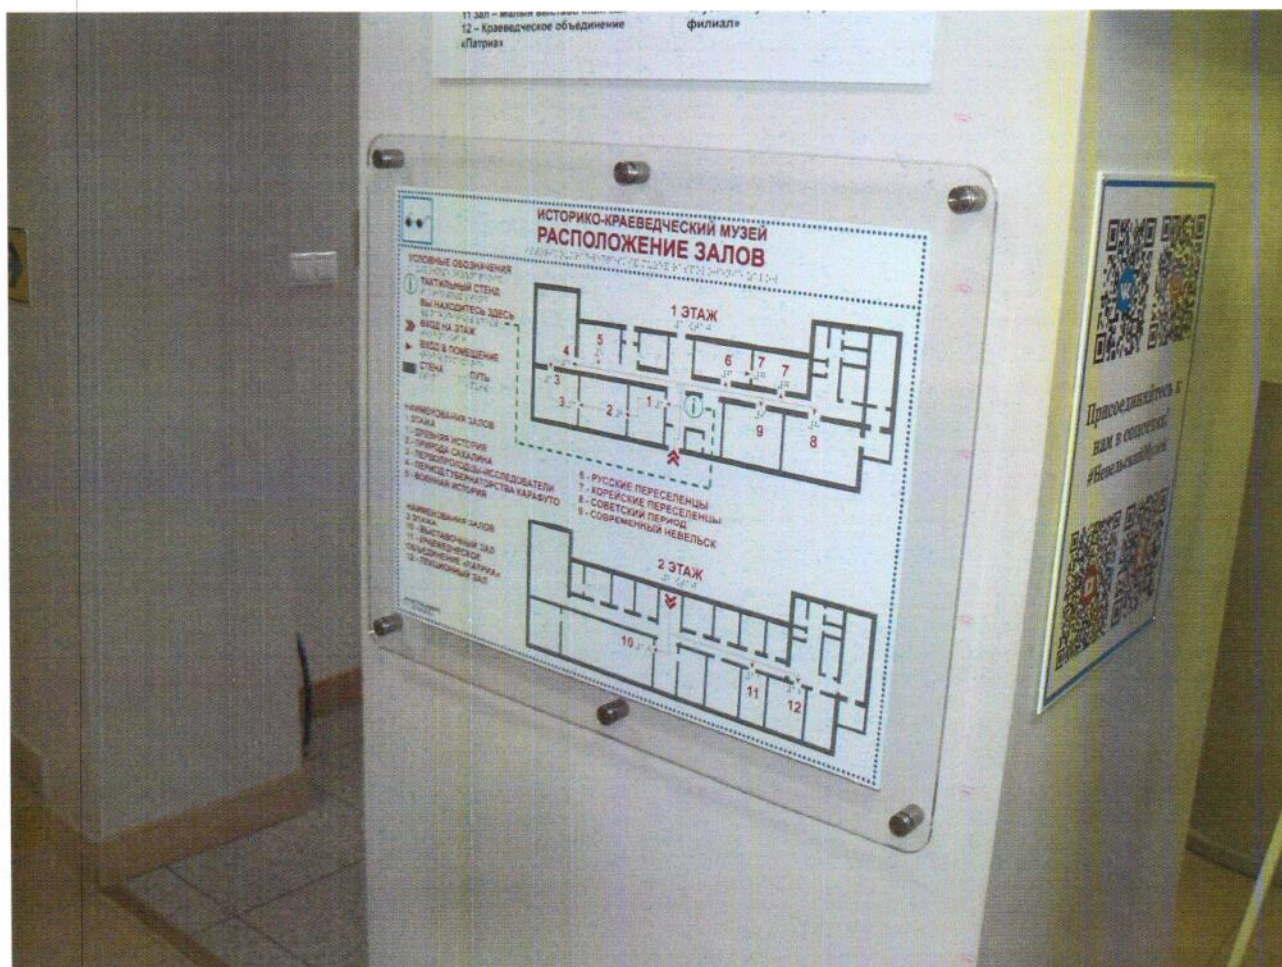 12 – Краеведческое объединение
«Патриа»
филиал»
ИСТОРИКО-КРАЕВЕДЧЕСКИЙ МУЗЕЙ
РАСПОЛОЖЕНИЕ ЗАЛОВ
УСЛОВНЫЕ ОБОЗНАЧЕНИЯ
ТАКТИЛЬНЫЙ СТЕНД
ВЫ НАХОДИТЕСЬ ЗДЕСЬ
ВХОД НА ЭТАЖ
ВХОД В ПОМЕЩЕНИЕ
СТЕНА ПУТЬ
1 ЭТАЖ
5
6
7
7
4
3
3
2
1
i
9
8
НАИМЕНОВАНИЯ ЗАЛОВ
1 ЭТАЖА
1 - ДРЕВНЯЯ ИСТОРИЯ
2 - ПРИРОДА САХАЛИНА
3 - ПЕРВОПРОХОДЦЫ-ИССЛЕДОВАТЕЛИ
4 - ПЕРИОД ГУБЕРНАТОРСТВА КАРАФУТО
5 - ВОЕННАЯ ИСТОРИЯ
6 - РУССКИЕ ПЕРЕСЕЛЕНЦЫ
7 - КОРЕЙСКИЕ ПЕРЕСЕЛЕНЦЫ
8 - СОВЕТСКИЙ ПЕРИОД
9 - СОВРЕМЕННЫЙ НЕВЕЛЬСК
НАИМЕНОВАНИЯ ЗАЛОВ
2 ЭТАЖА
10 - ВЫСТАВОЧНЫЙ ЗАЛ
11 - КРАЕВЕДЧЕСКОЕ
ОБЪЕДИНЕНИЕ «ПАТРИА»
12 - ЛЕКЦИОННЫЙ ЗАЛ
2 ЭТАЖ
10
11
12
Присоединяйтесь к
нам в соцсетях!
#НевельскийМузей